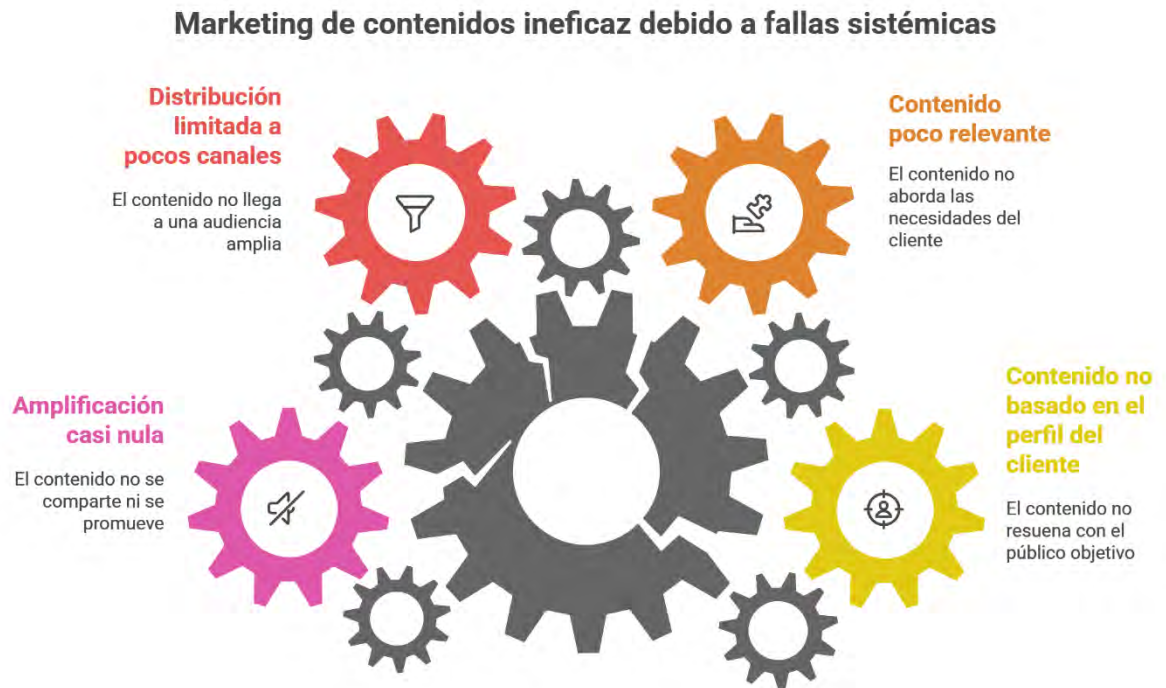 Marketing de contenidos ineficaz debido a fallas sistémicas
Distribución
limitada a
pocos canales
El contenido no llega
a una audiencia
amplia
Contenido
poco relevante
El contenido no
aborda las
necesidades del
cliente
Amplificación
casi nula
El contenido no se
comparte ni se
promueve
Contenido no
basado en el
perfil del
cliente
El contenido no
resuena con el
público objetivo